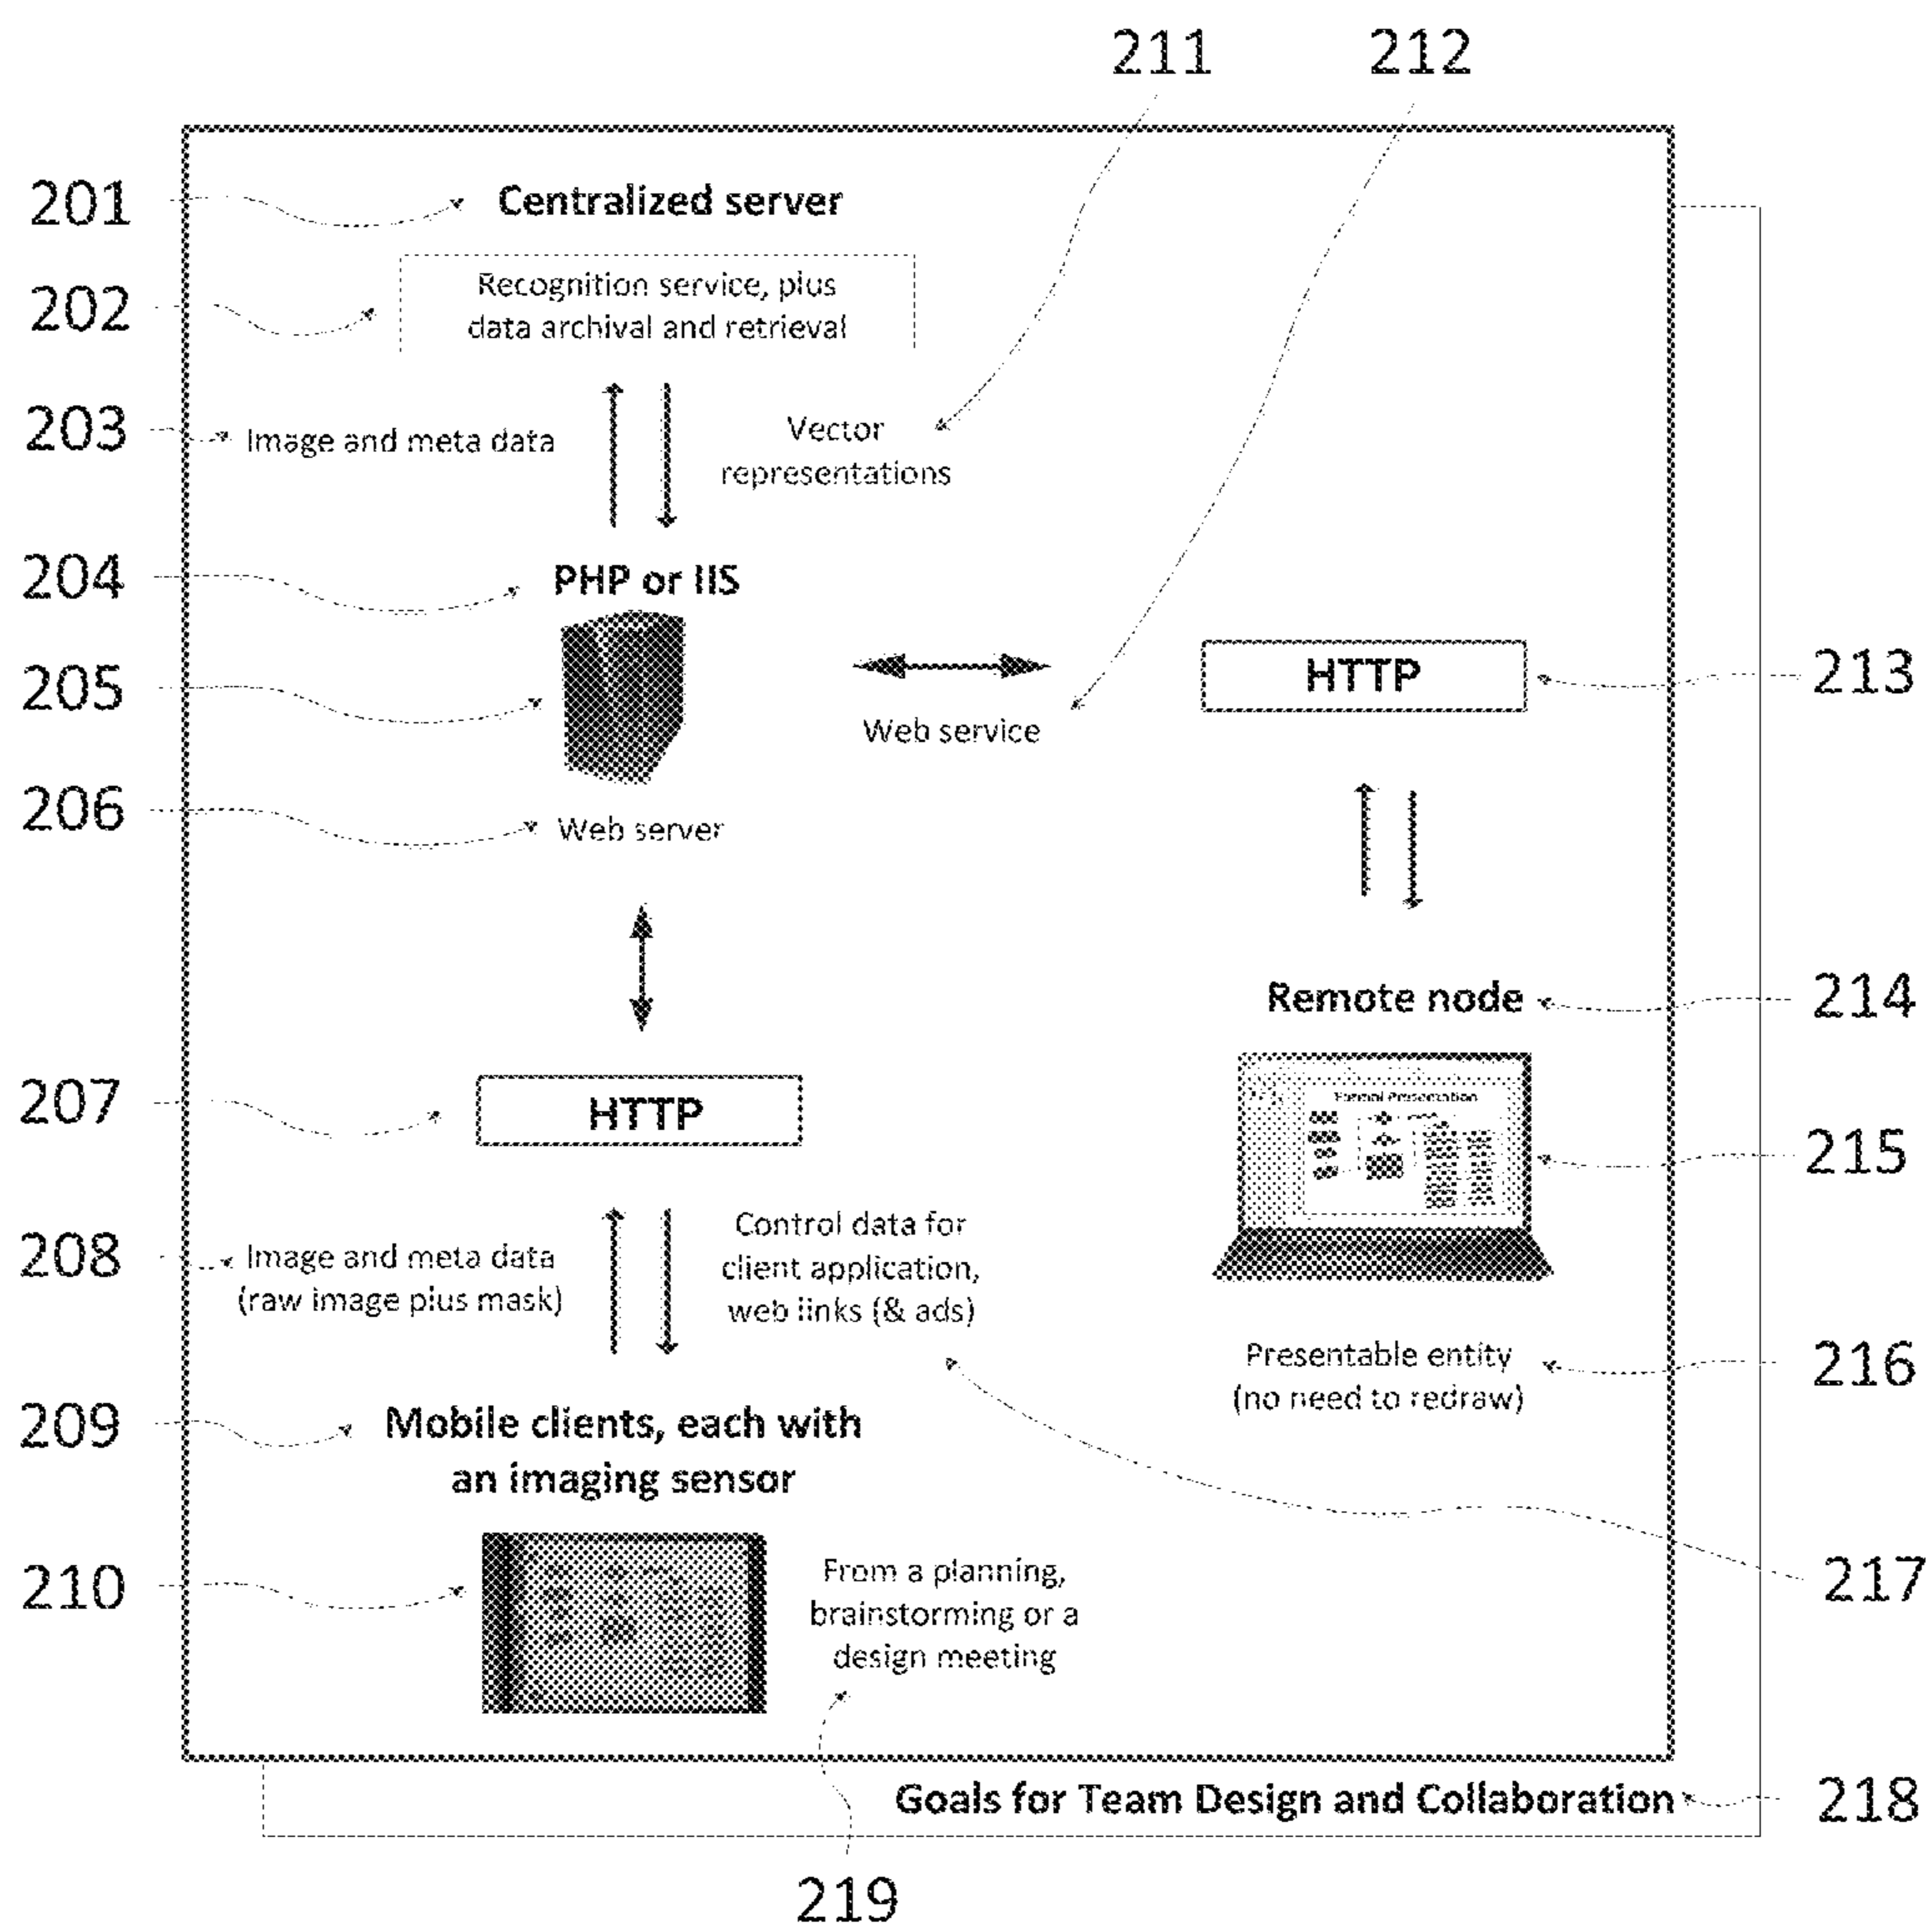 211 212
201 Centralized server
202 Recognition service, plus
data archival and retrieval
203 Image and meta data
Vector
representations
204 PHP or IIS
205
HTTP 213
Web service
206 Web server
Remote node 214
207 HTTP
Formal Presentation
215
208 Image and meta data
(raw image plus mask)
Control data for
client application,
web links (& ads)
Presentable entity 216
(no need to redraw)
209 Mobile clients, each with
an imaging sensor
210
From a planning,
brainstorming or a
design meeting
217
Goals for Team Design and Collaboration 218
219